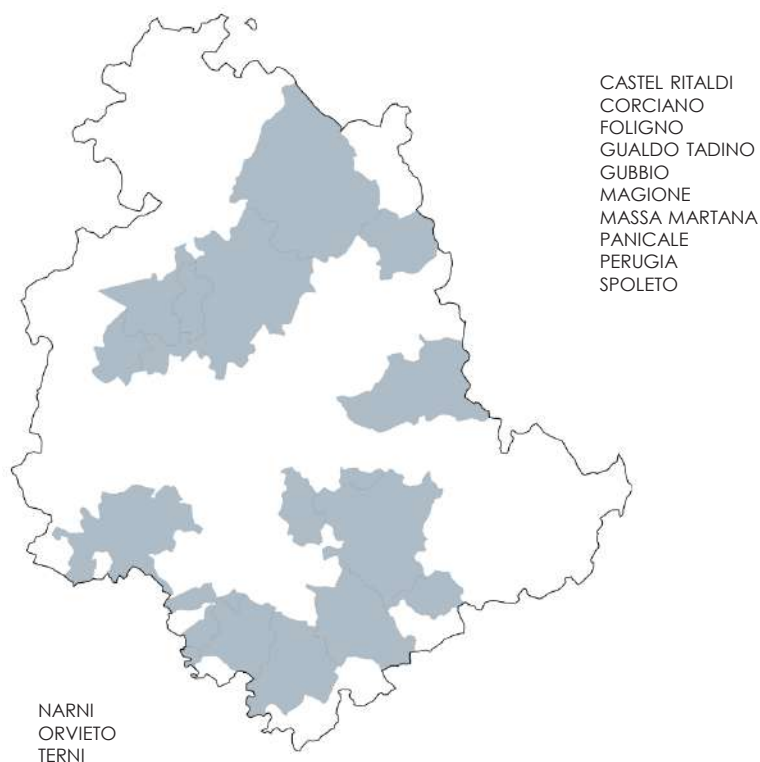 CASTEL RITALDI
CORCIANO
FOLIGNO
GUALDO TADINO
GUBBIO
MAGIONE
MASSA MARTANA
PANICALE
PERUGIA
SPOLETO
NARNI
ORVIETO
TERNI